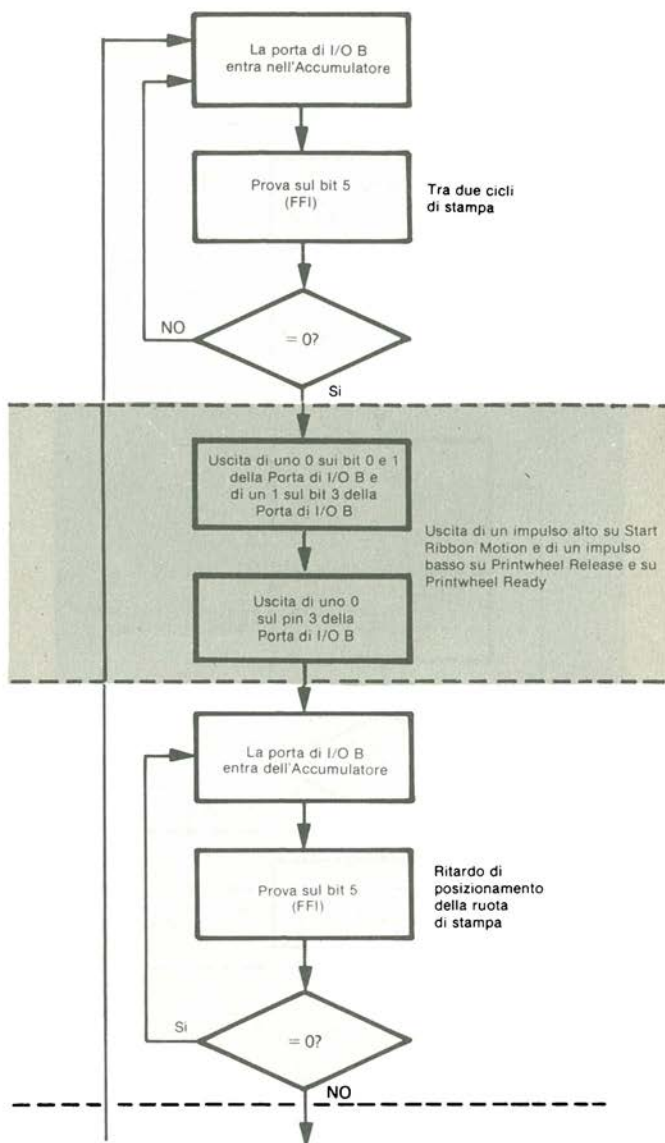 La porta di I/O B
entra nell'Accumulatore
Prova sul bit 5
(FFI)
Tra due cicli
di stampa
= 0?
NO
Si
Uscita di uno 0 sui bit 0 e 1
della Porta di I/O B e
di un 1 sul bit 3 della
Porta di I/O B
Uscita di un impulso alto su Start
Ribbon Motion e di un impulso
basso su Printwheel Release e su
Printwheel Ready
Uscita di uno 0
sul pin 3 della
Porta di I/O B
La porta di I/O B
entra dell'Accumulatore
Prova sul bit 5
(FFI)
Ritardo di
posizionamento
della ruota
di stampa
Si
= 0?
NO